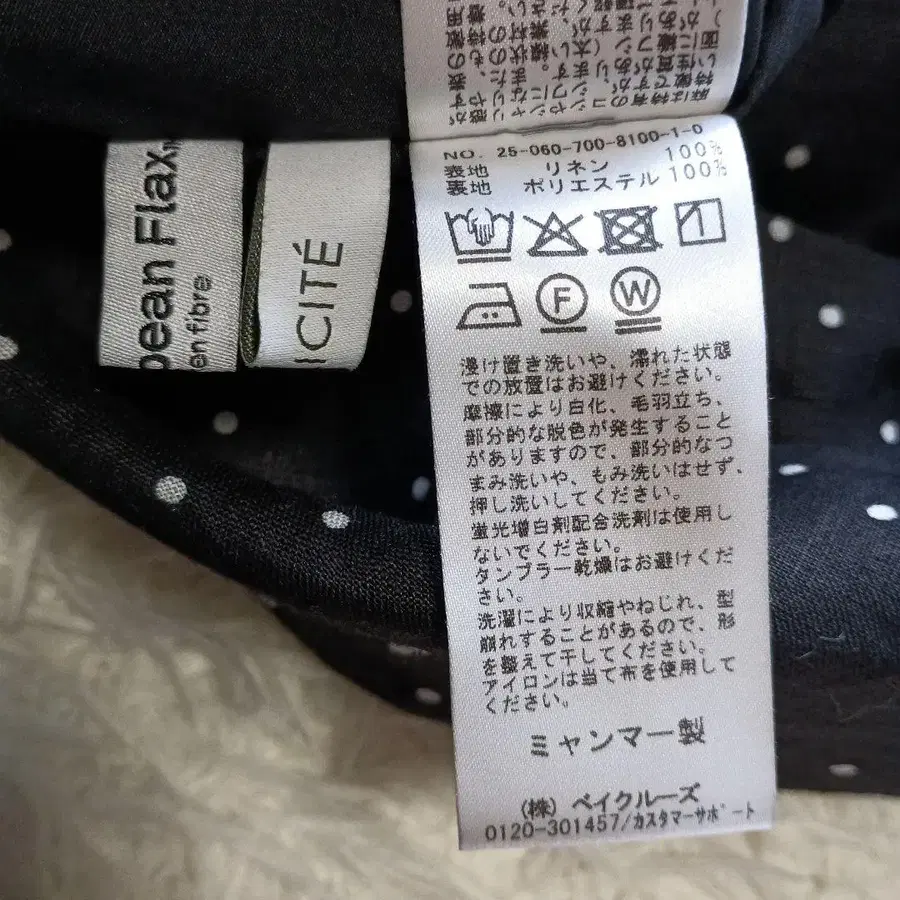 NO. 25-060-700-8100-1-0
表地 リネン 100%
裏地 ポリエステル 100%
F
W
浸け置き洗いや、濡れた状態
での放置はお避けください。
摩擦により白化、毛羽立ち、
部分的な脱色が発生すること
がありますので、部分的なつ
まみ洗いや、もみ洗いはせず、
押し洗いしてください。
蛍光増白剤配合洗剤は使用し
ないでください。
タンブラー乾燥はお避けくだ
さい。
洗濯により収縮やねじれ、型
崩れすることがあるので、形
を整えて干してください。
アイロンは当て布を使用して
ください。
ミャンマー製
(株) ベイクルーズ
0120-301457/カスタマーサポート
pean Flax
en fibre
ICITÉ